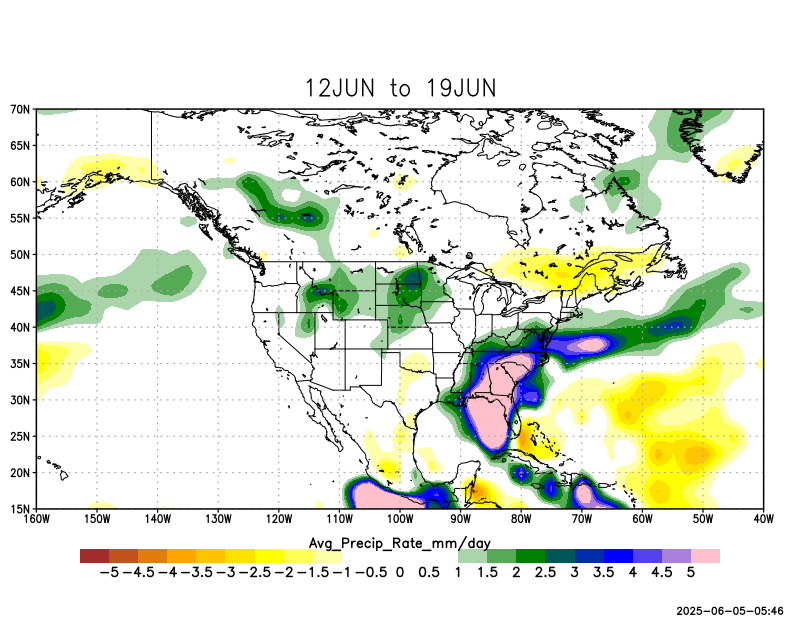 12JUN to 19JUN
70N
65N
60N
55N
50N
45N
40N
35N
30N
25N
20N
15N
160W 150W 140W 130W 120W 110W 100W 90W 80W 70W 60W 50W 40W
Avg_Precip_Rate_mm/day
-5 -4.5 -4 -3.5 -3 -2.5 -2 -1.5 -1 -0.5 0 0.5 1 1.5 2 2.5 3 3.5 4 4.5 5
2025-06-05-05:46